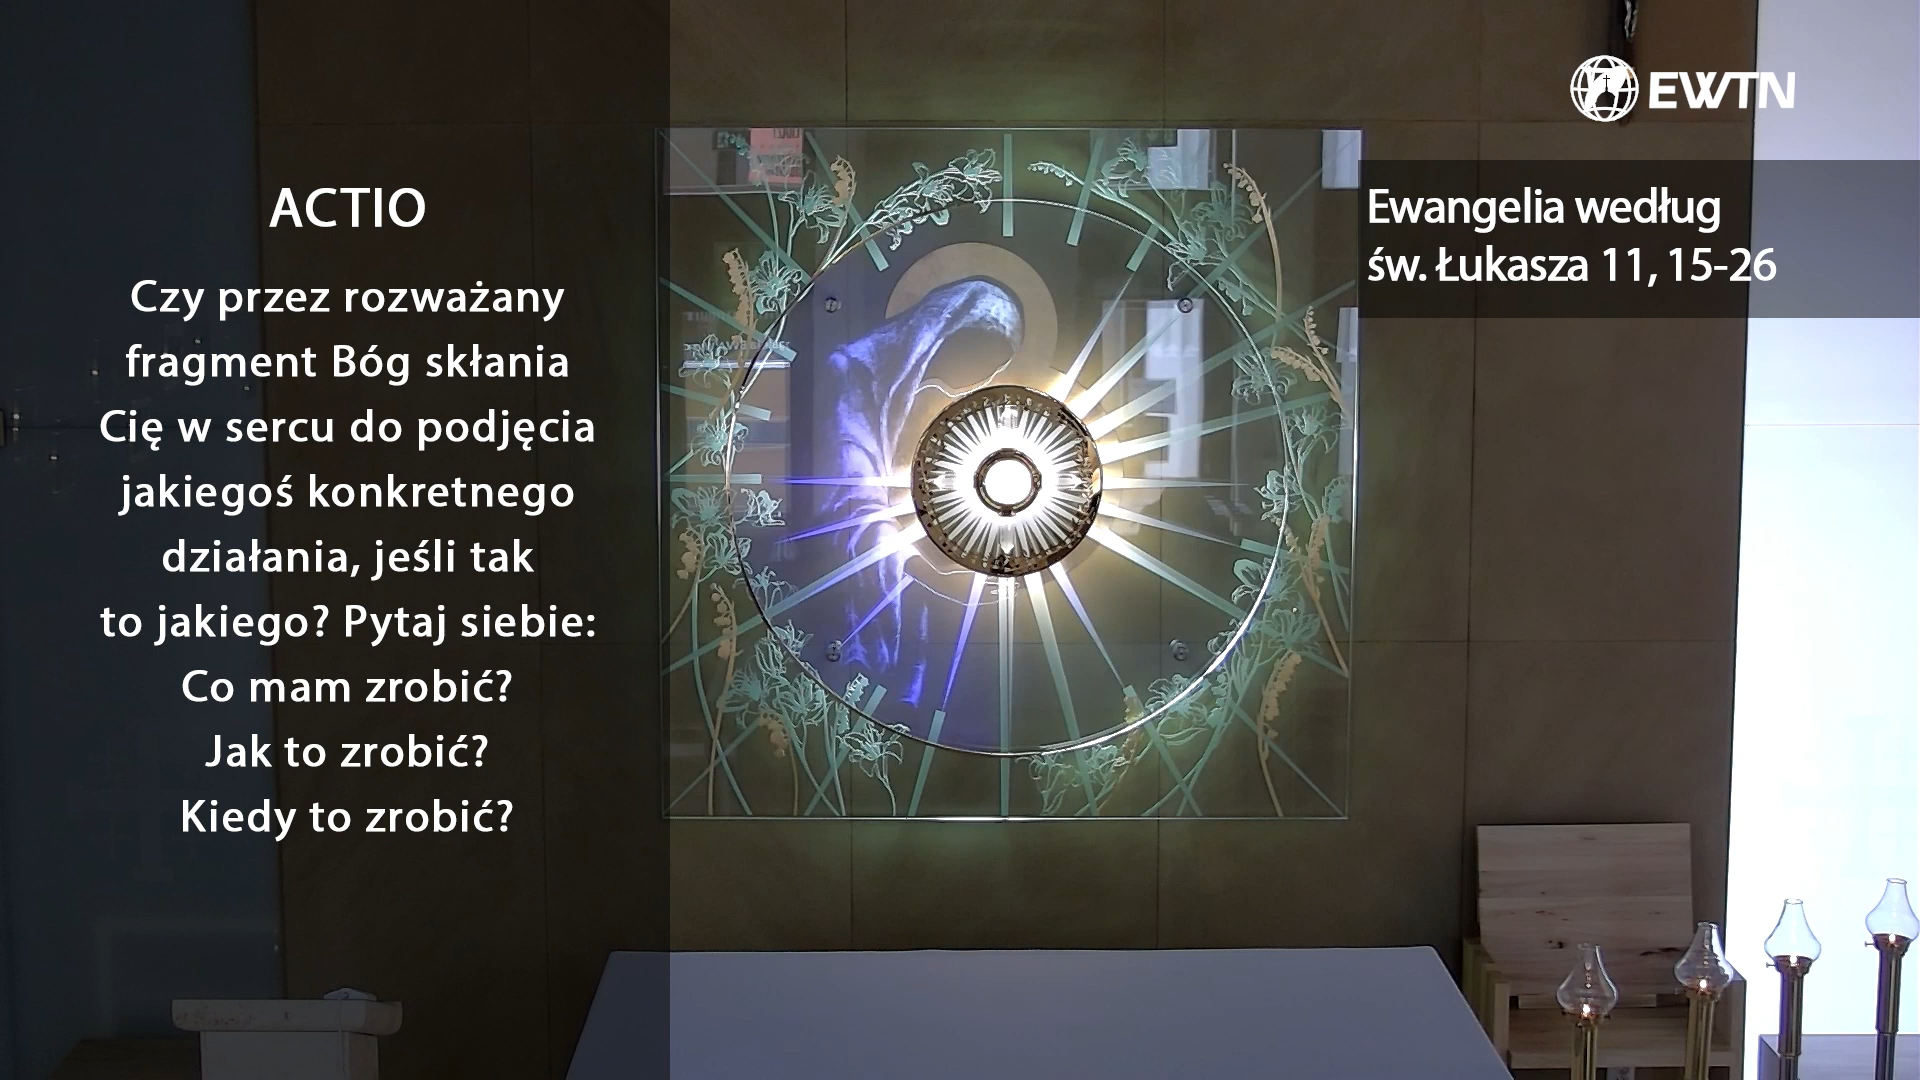 ACTIO
Czy przez rozważany
fragment Bóg skłania
Cię w sercu do podjęcia
jakiegoś konkretnego
działania, jeśli tak
to jakiego? Pytaj siebie:
Co mam zrobić?
Jak to zrobić?
Kiedy to zrobić?
EWTN
Ewangelia według
św. Łukasza 11, 15-26